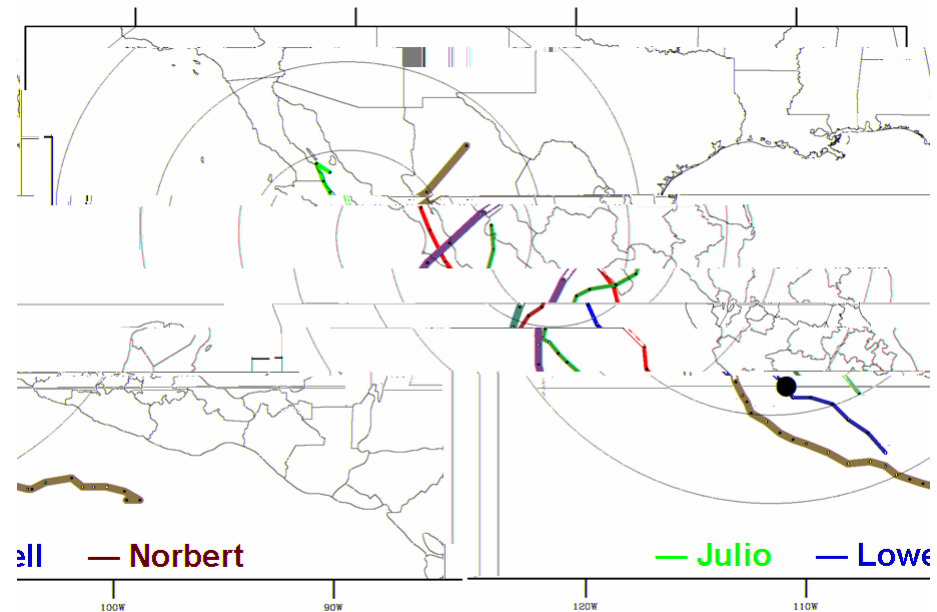 ell — Norbert — Julio — Lowe
100W 90W 120W 110W